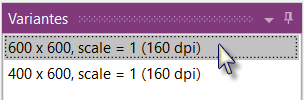 Variantes
600 x 600, scale = 1 (160 dpi)
400 x 600, scale = 1 (160 dpi)